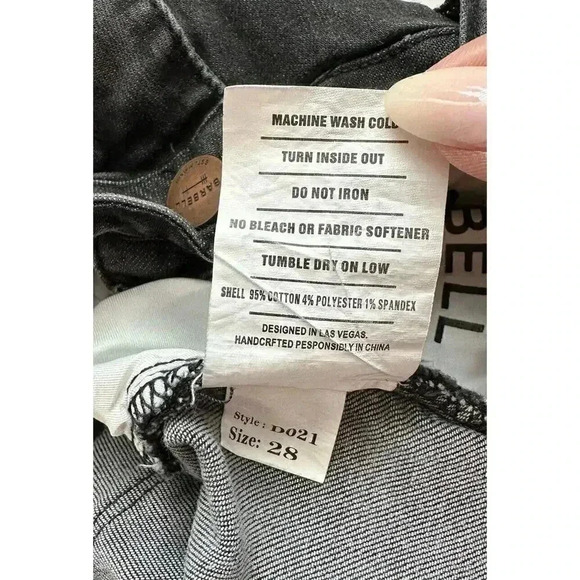 MACHINE WASH COLD
TURN INSIDE OUT
DO NOT IRON
NO BLEACH OR FABRIC SOFTENER
TUMBLE DRY ON LOW
SHELL 95% COTTON 4% POLYESTER 1% SPANDEX
DESIGNED IN LAS VEGAS.
HANDCRFTED RESPONSIBLY IN CHINA
Style : D021
Size: 28
BARBELL
BELL